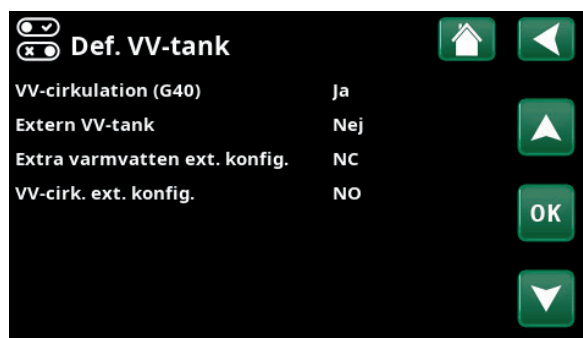 Def. VV-tank
VV-cirkulation (G40) Ja
Extern VV-tank Nej
Extra varmvatten ext. konfig. NC
VV-cirk. ext. konfig. NO
OK